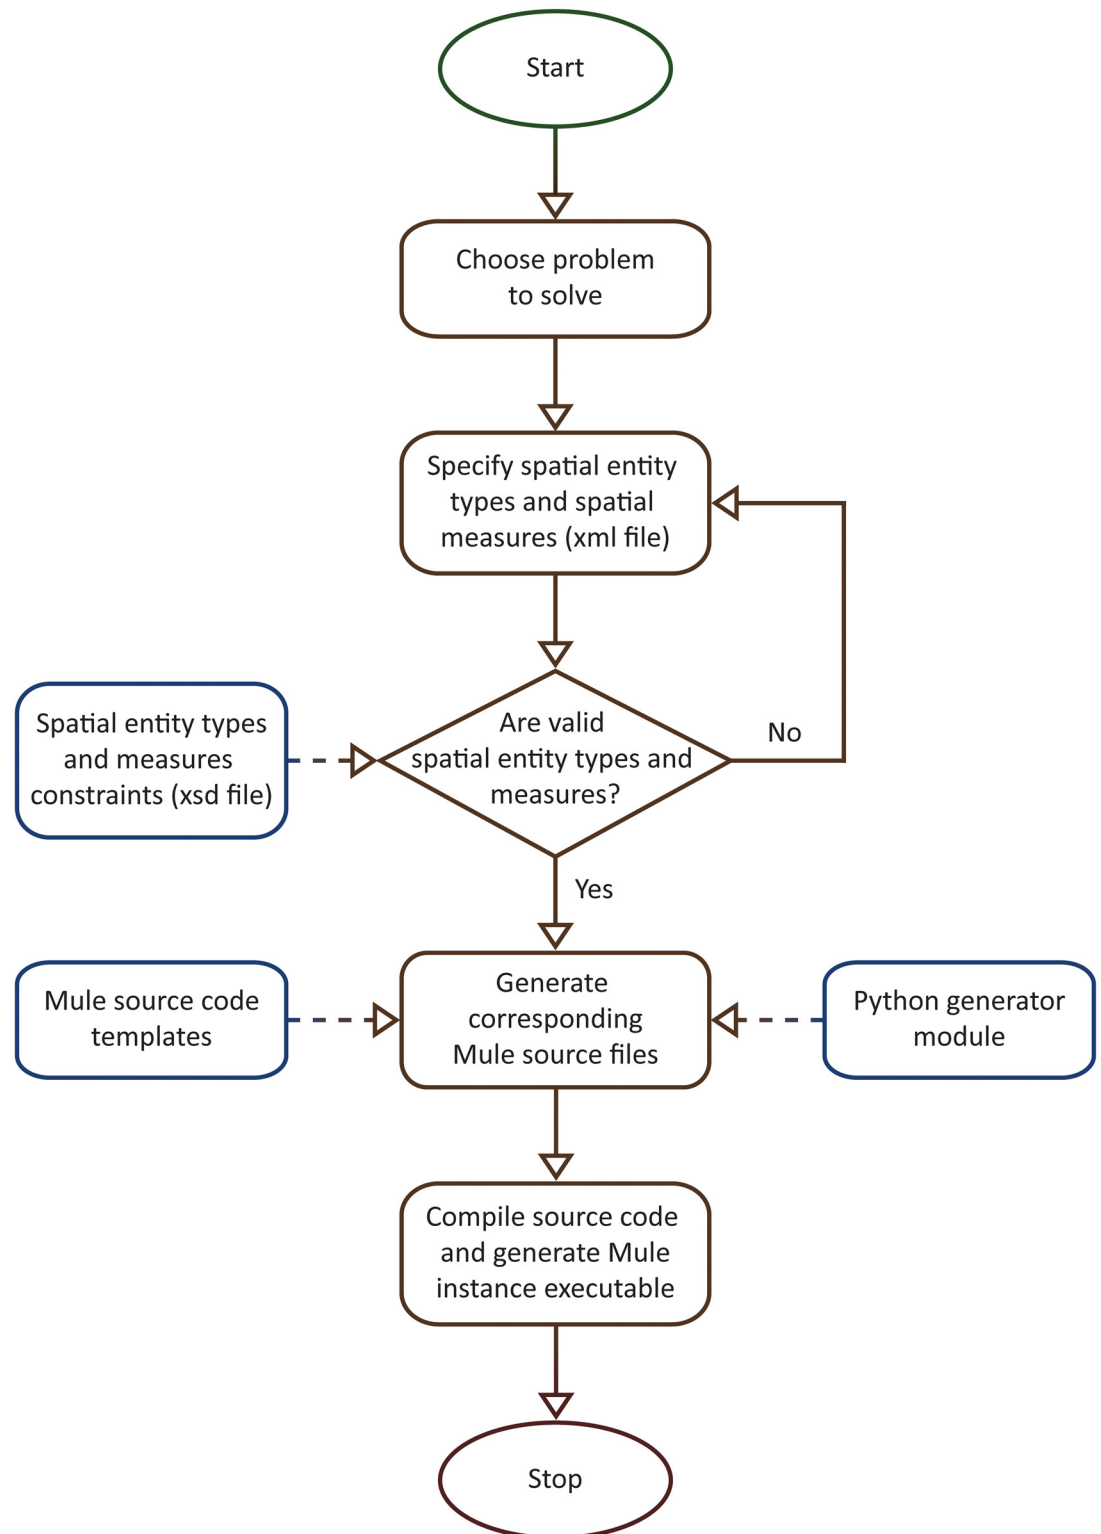 Start
Choose problem
to solve
Specify spatial entity
types and spatial
measures (xml file)
Spatial entity types
and measures
constraints (xsd file)
Are valid
spatial entity types and
measures?
No
Yes
Mule source code
templates
Generate
corresponding
Mule source files
Python generator
module
Compile source code
and generate Mule
instance executable
Stop